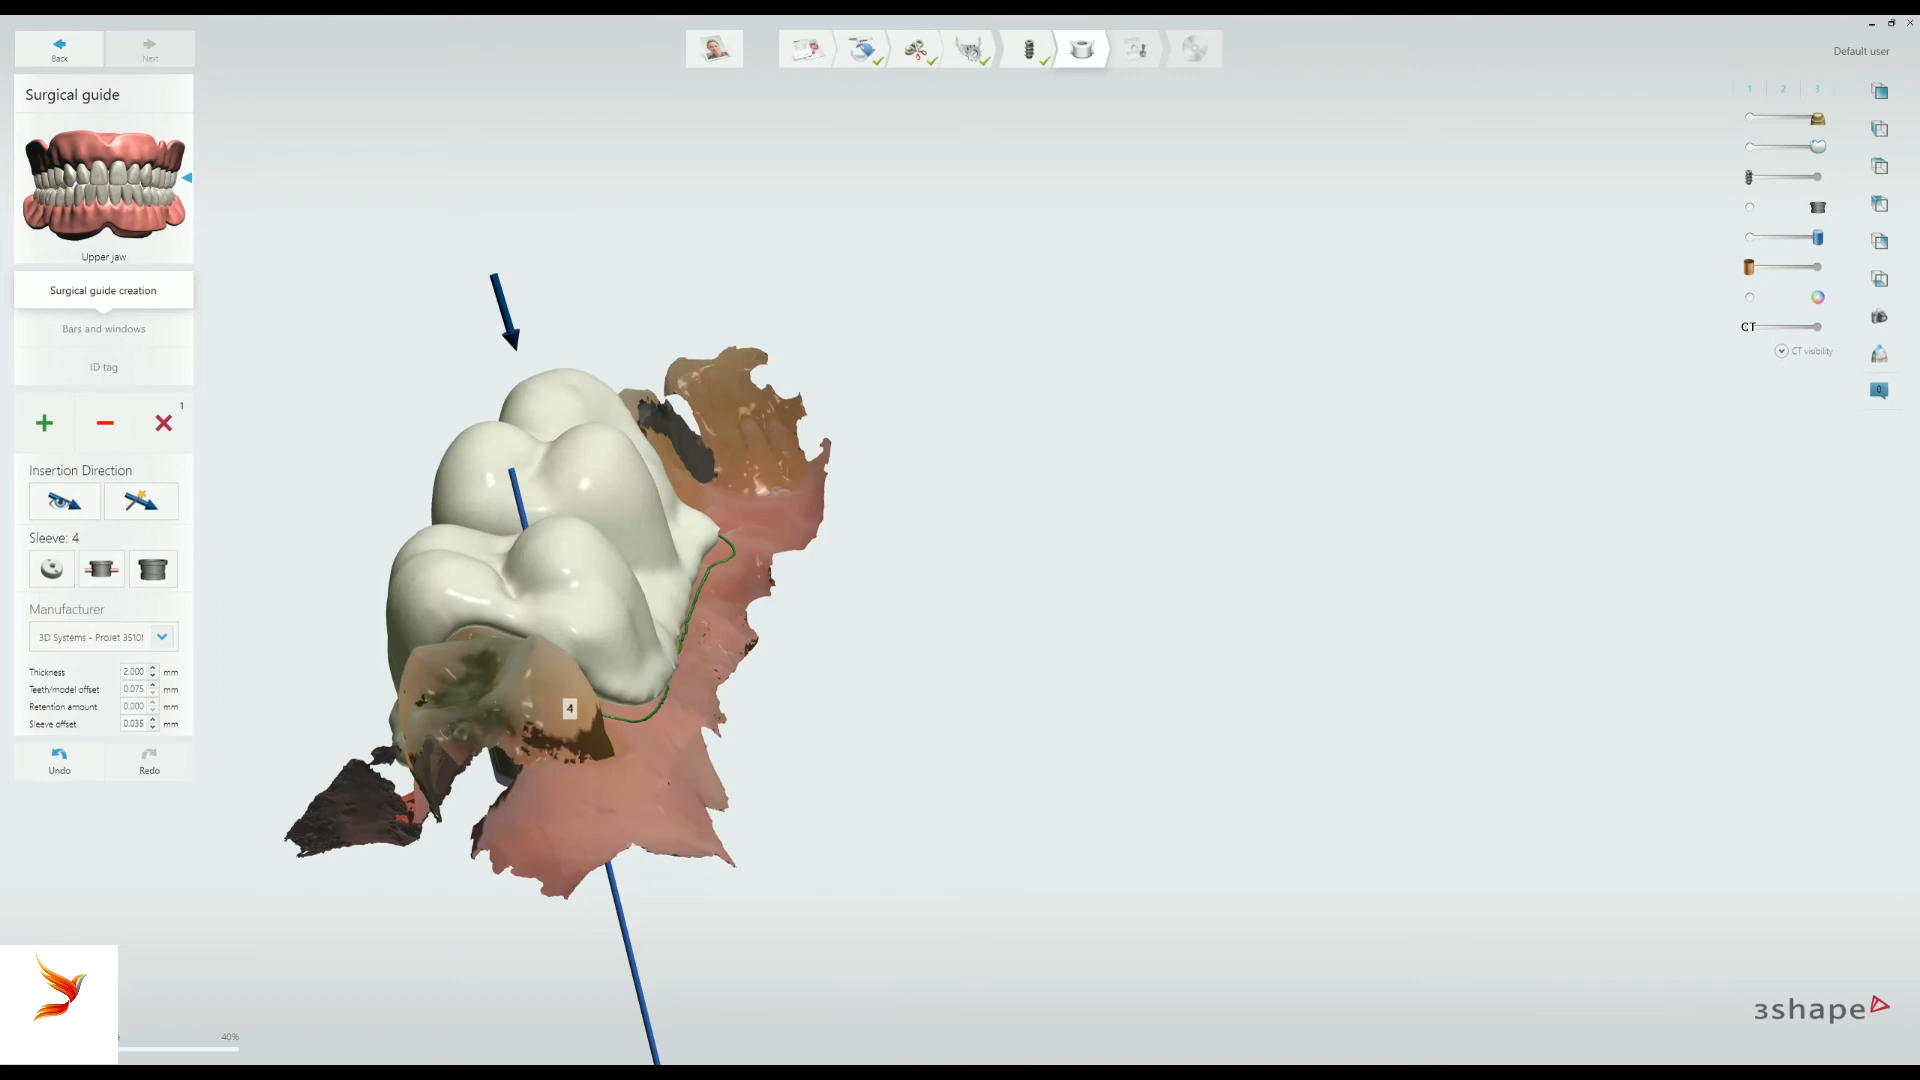 Back
Next
Default user
Surgical guide
1 2 3
Upper jaw
Surgical guide creation
Bars and windows
ID tag
CT
CT visibility
0
1
Insertion Direction
Sleeve: 4
Manufacturer
3D Systems - ProJet 3510
Thickness 2.000 mm
Teeth/model offset 0.075 mm
Retention amount 0.000 mm
Sleeve offset 0.035 mm
4
Undo
Redo
3shape
40%